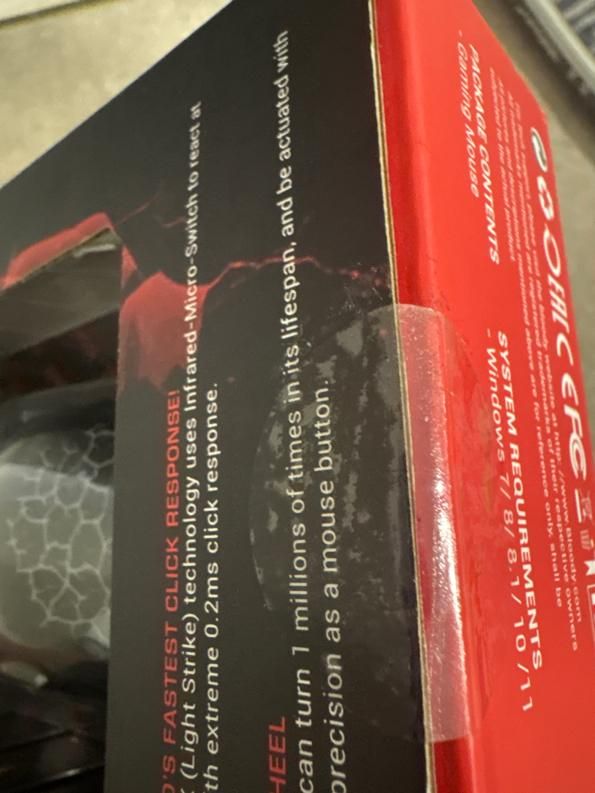 D'S FASTEST CLICK RESPONSE!
(Light Strike) technology uses Infrared-Micro-Switch to react at
th extreme 0.2ms click response.
HEEL
can turn 1 millions of times in its lifespan, and be actuated with
precision as a mouse button.
PACKAGE CONTENTS
- Gaming Mouse
SYSTEM REQUIREMENTS
- Windows 7 / 8 / 8.1 / 10 / 11